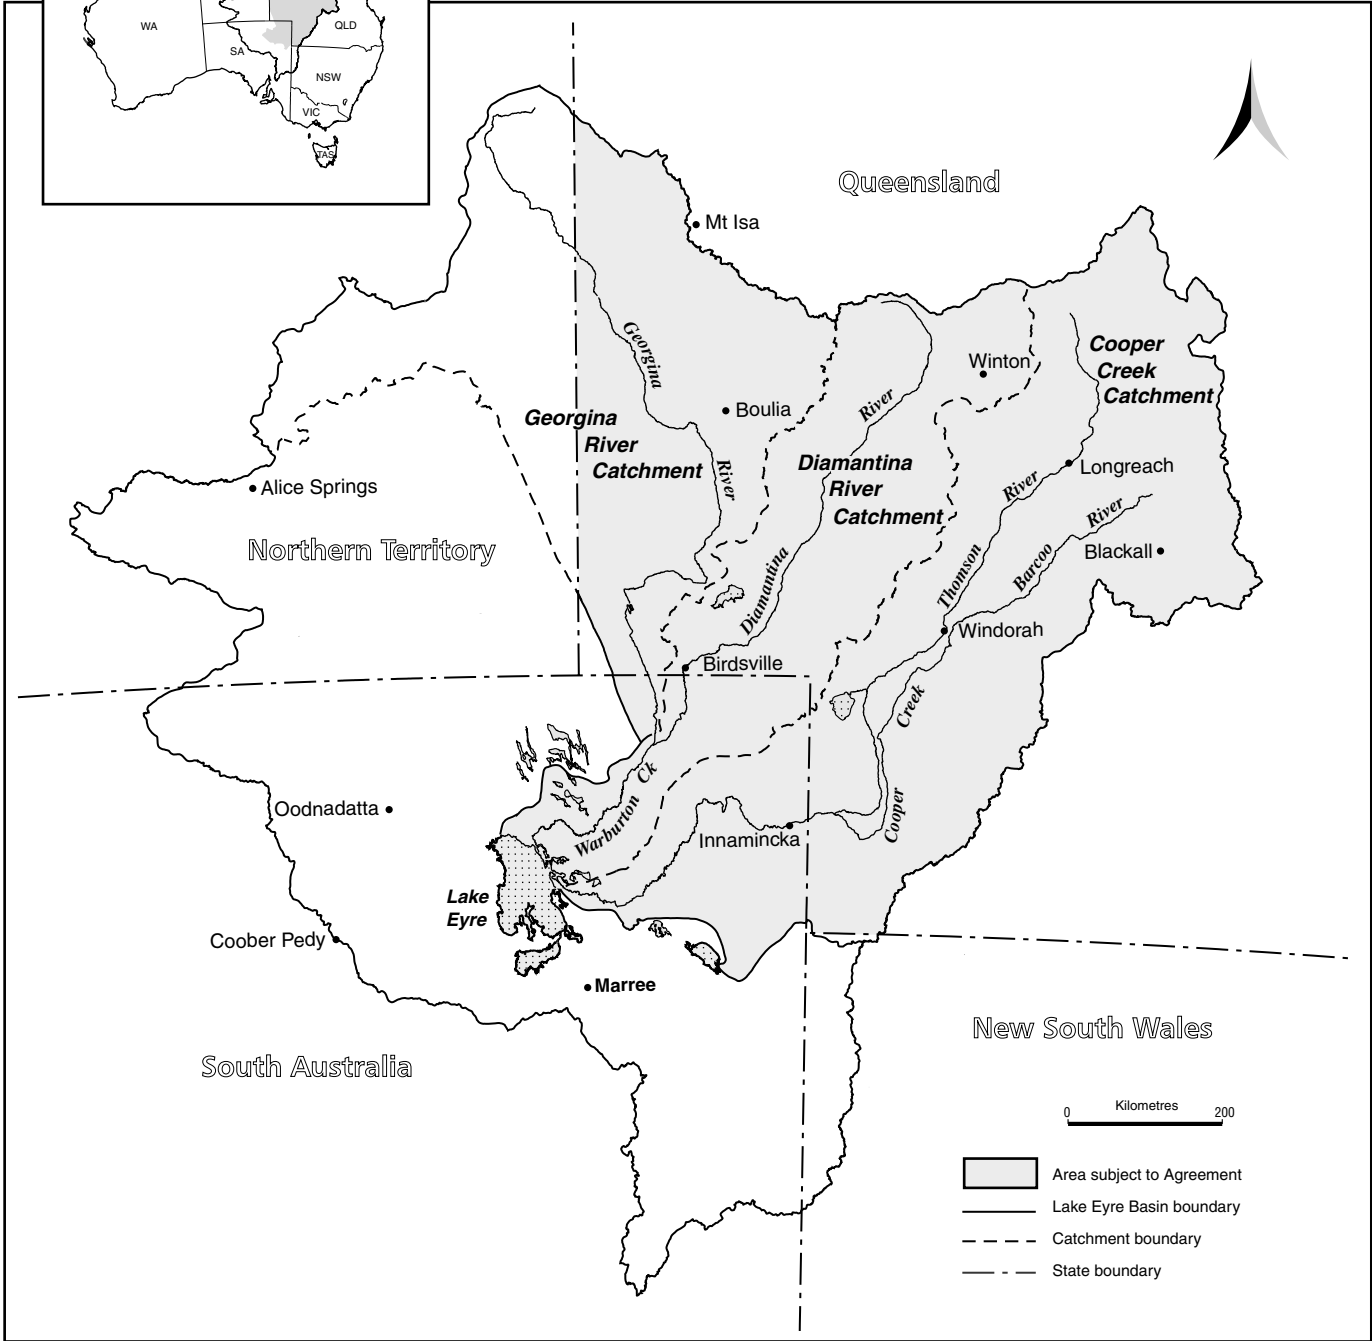 WA
QLD
SA
NSW
VIC
TAS
Queensland
Mt Isa
Georgina
River
Winton
Cooper
Creek
Catchment
Boulia
River
Georgina
River
Catchment
Diamantina
River
Catchment
Longreach
Alice Springs
River
River
Northern Territory
Blackall
Diamantina
Thomson
Barcoo
Windorah
Birdsville
Creek
Warburton Ck
Oodnadatta
Cooper
Innamincka
Lake
Eyre
Coober Pedy
Marree
New South Wales
South Australia
Kilometres
0 200
Area subject to Agreement
Lake Eyre Basin boundary
Catchment boundary
State boundary